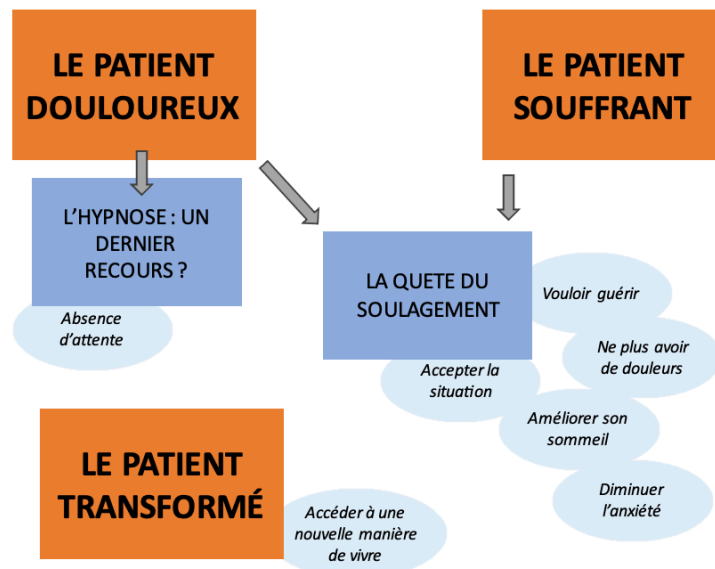 LE PATIENT
DOULOUREUX
LE PATIENT
SOUFFRANT
L'HYPNOSE : UN
DERNIER
RECOURS ?
Absence
d'attente
LA QUETE DU
SOULAGEMENT
Vouloir guérir
Ne plus avoir
de douleurs
Accepter la
situation
Améliorer son
sommeil
Diminuer
l'anxiété
LE PATIENT
TRANSFORMÉ
Accéder à une
nouvelle manière
de vivre